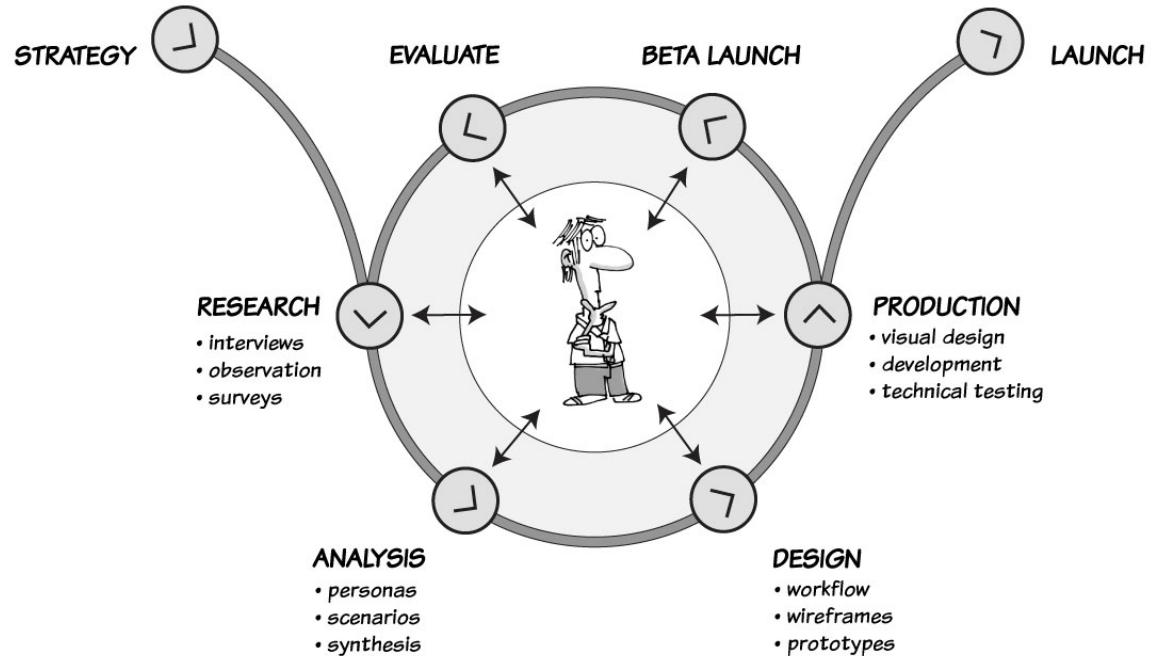 STRATEGY
EVALUATE
BETA LAUNCH
LAUNCH
RESEARCH
• interviews
• observation
• surveys
PRODUCTION
• visual design
• development
• technical testing
ANALYSIS
• personas
• scenarios
• synthesis
DESIGN
• workflow
• wireframes
• prototypes